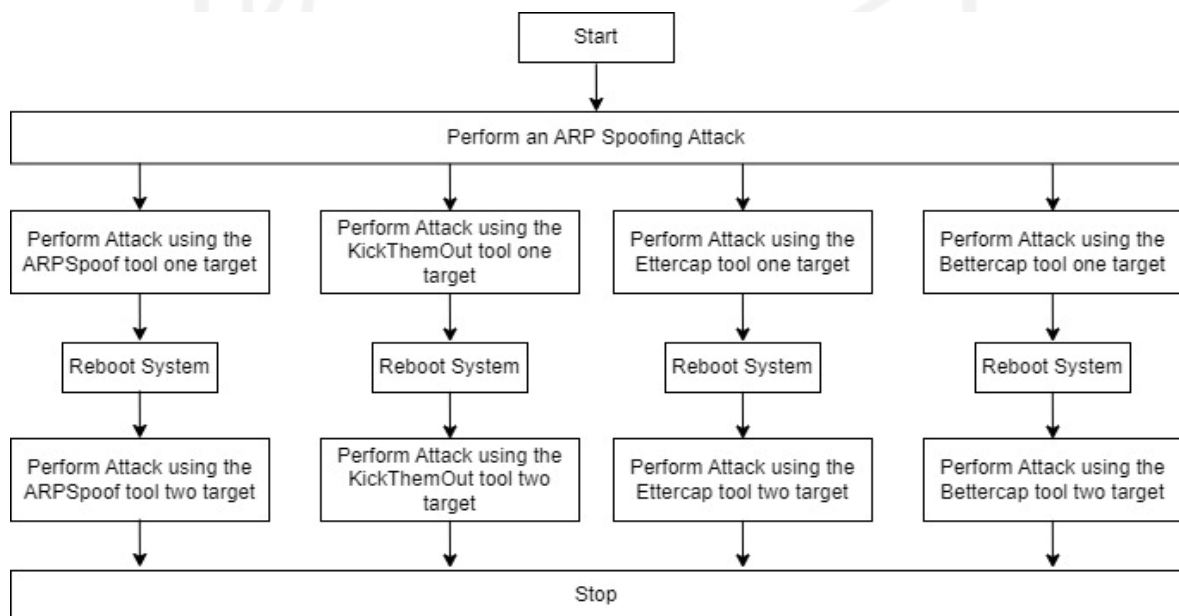 Start
Perform an ARP Spoofing Attack
Perform Attack using the
ARPSpoof tool one target
Perform Attack using the
KickThemOut tool one
target
Perform Attack using the
Ettercap tool one target
Perform Attack using the
Bettercap tool one target
Reboot System
Reboot System
Reboot System
Reboot System
Perform Attack using the
ARPSpoof tool two target
Perform Attack using the
KickThemOut tool two
target
Perform Attack using the
Ettercap tool two target
Perform Attack using the
Bettercap tool two target
Stop